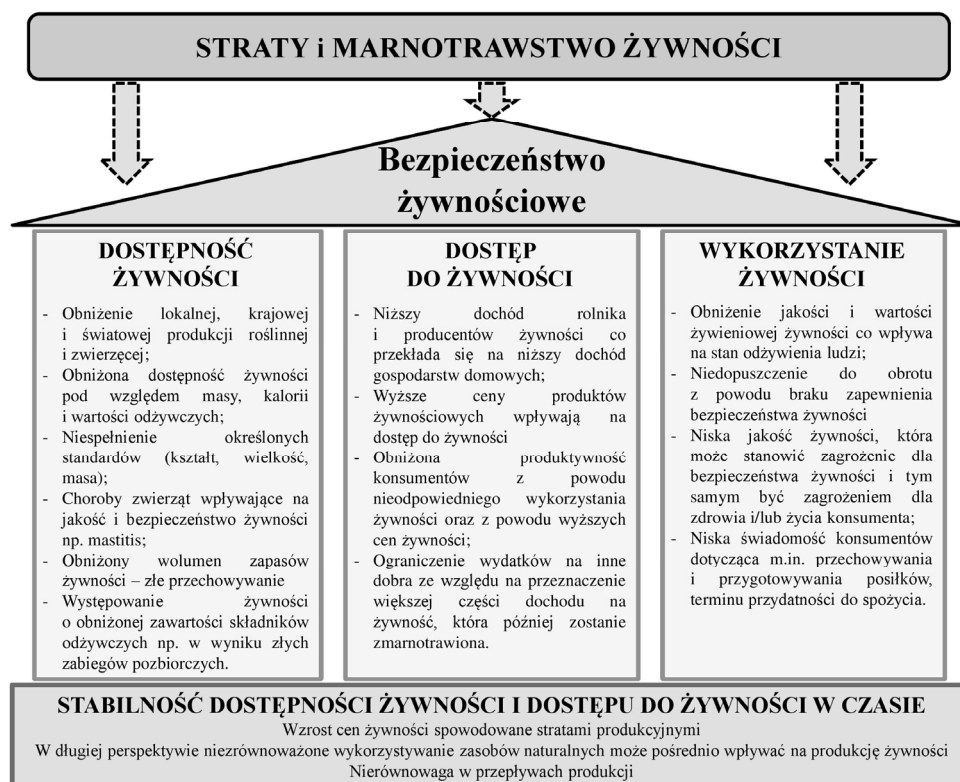 STRATY i MARNOTRAWSTWO ŻYWNOŚCI
Bezpieczeństwo
żywnościowe
DOSTĘPNOŚĆ
ŻYWNOŚCI
- Obniżenie lokalnej, krajowej
i światowej produkcji roślinnej
i zwierzęcej;
- Obniżona dostępność żywności
pod względem masy, kalorii
i wartości odżywczych;
- Niespełnienie określonych
standardów (kształt, wielkość,
masa);
- Choroby zwierząt wpływające na
jakość i bezpieczeństwo żywności
np. mastitis;
- Obniżony wolumen zapasów
żywności – złe przechowywanie
- Występowanie żywności
o obniżonej zawartości składników
odżywczych np. w wyniku złych
zabiegów pozbiorczych.
DOSTĘP
DO ŻYWNOŚCI
- Niższy dochód rolnika
i producentów żywności co
przekłada się na niższy dochód
gospodarstw domowych;
- Wyższe ceny produktów
żywnościowych wpływają na
dostęp do żywności
- Obniżona produktywność
konsumentów z powodu
nieodpowiedniego wykorzystania
żywności oraz z powodu wyższych
cen żywności;
- Ograniczenie wydatków na inne
dobra ze względu na przeznaczenie
większej części dochodu na
żywność, która później zostanie
zmarnotrawiona.
WYKORZYSTANIE
ŻYWNOŚCI
- Obniżenie jakości i wartości
żywieniowej żywności co wpływa
na stan odżywienia ludzi;
- Niedopuszczenie do obrotu
z powodu braku zapewnienia
bezpieczeństwa żywności
- Niska jakość żywności, która
może stanowić zagrożenie dla
bezpieczeństwa żywności i tym
samym być zagrożeniem dla
zdrowia i/lub życia konsumenta;
- Niska świadomość konsumentów
dotycząca m.in. przechowywania
i przygotowywania posiłków,
terminu przydatności do spożycia.
STABILNOŚĆ DOSTĘPNOŚCI ŻYWNOŚCI I DOSTĘPU DO ŻYWNOŚCI W CZASIE
Wzrost cen żywności spowodowane stratami produkcyjnymi
W długiej perspektywie niezrównoważone wykorzystywanie zasobów naturalnych może pośrednio wpływać na produkcję żywności
Nierównowaga w przepływach produkcji